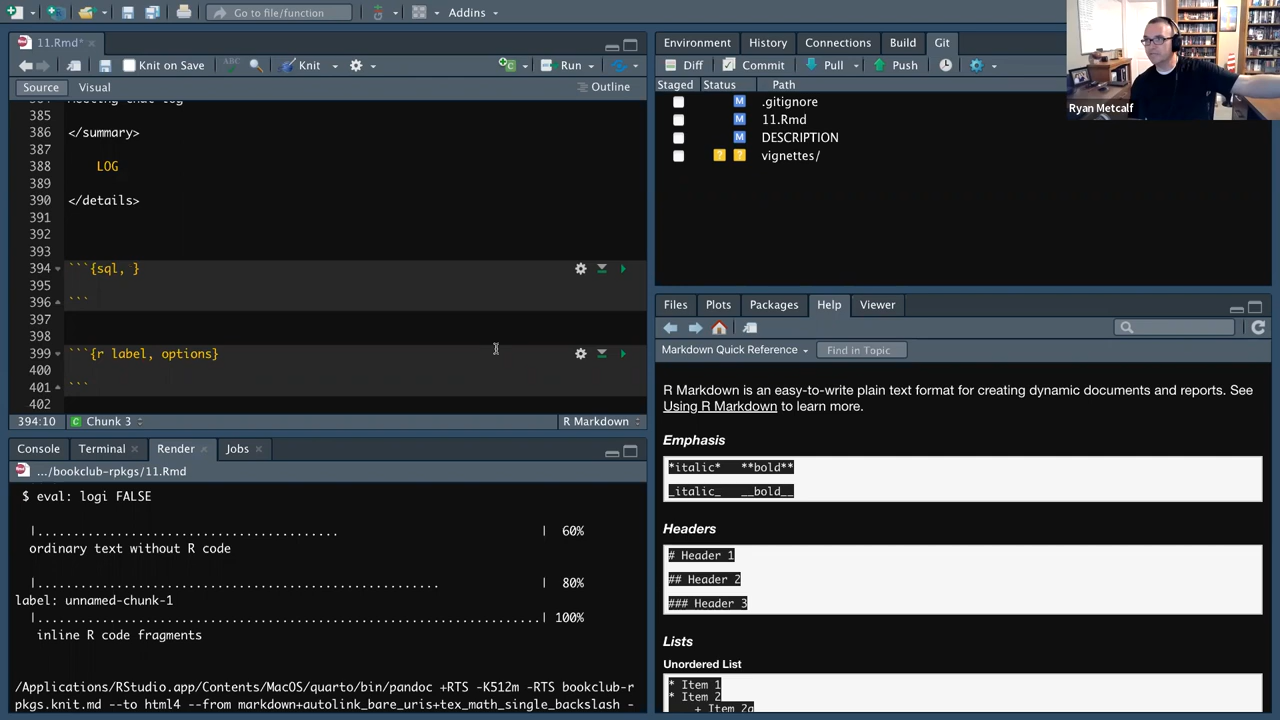 Go to file/function
Addins
11.Rmd*
Knit on Save
ABC
Knit
Run
Source
Visual
Outline
385
386 </summary>
387
388 LOG
389
390 </details>
391
392
393
394 ```{sql, }
395
396 ```
397
398
399 ```{r label, options}
400
401 ```
402
394:10
Chunk 3
R Markdown
Console
Terminal
Render
Jobs
.../bookclub-rpkgs/11.Rmd
$ eval: logi FALSE
|......................................... | 60%
ordinary text without R code
|..................................................... | 80%
label: unnamed-chunk-1
|.................................................................| 100%
inline R code fragments
/Applications/RStudio.app/Contents/MacOS/quarto/bin/pandoc +RTS -K512m -RTS bookclub-r
pkgs.knit.md --to html4 --from markdown+autolink_bare_uris+tex_math_single_backslash -
Environment
History
Connections
Build
Git
Diff
Commit
Pull
Push
Staged
Status
Path
M .gitignore
M 11.Rmd
M DESCRIPTION
? ? vignettes/
Files
Plots
Packages
Help
Viewer
Markdown Quick Reference
Find in Topic
R Markdown is an easy-to-write plain text format for creating dynamic documents and reports. See
Using R Markdown to learn more.
Emphasis
*italic* **bold**
_italic_ __bold__
Headers
# Header 1
## Header 2
### Header 3
Lists
Unordered List
* Item 1
* Item 2
+ Item 2a
Ryan Metcalf